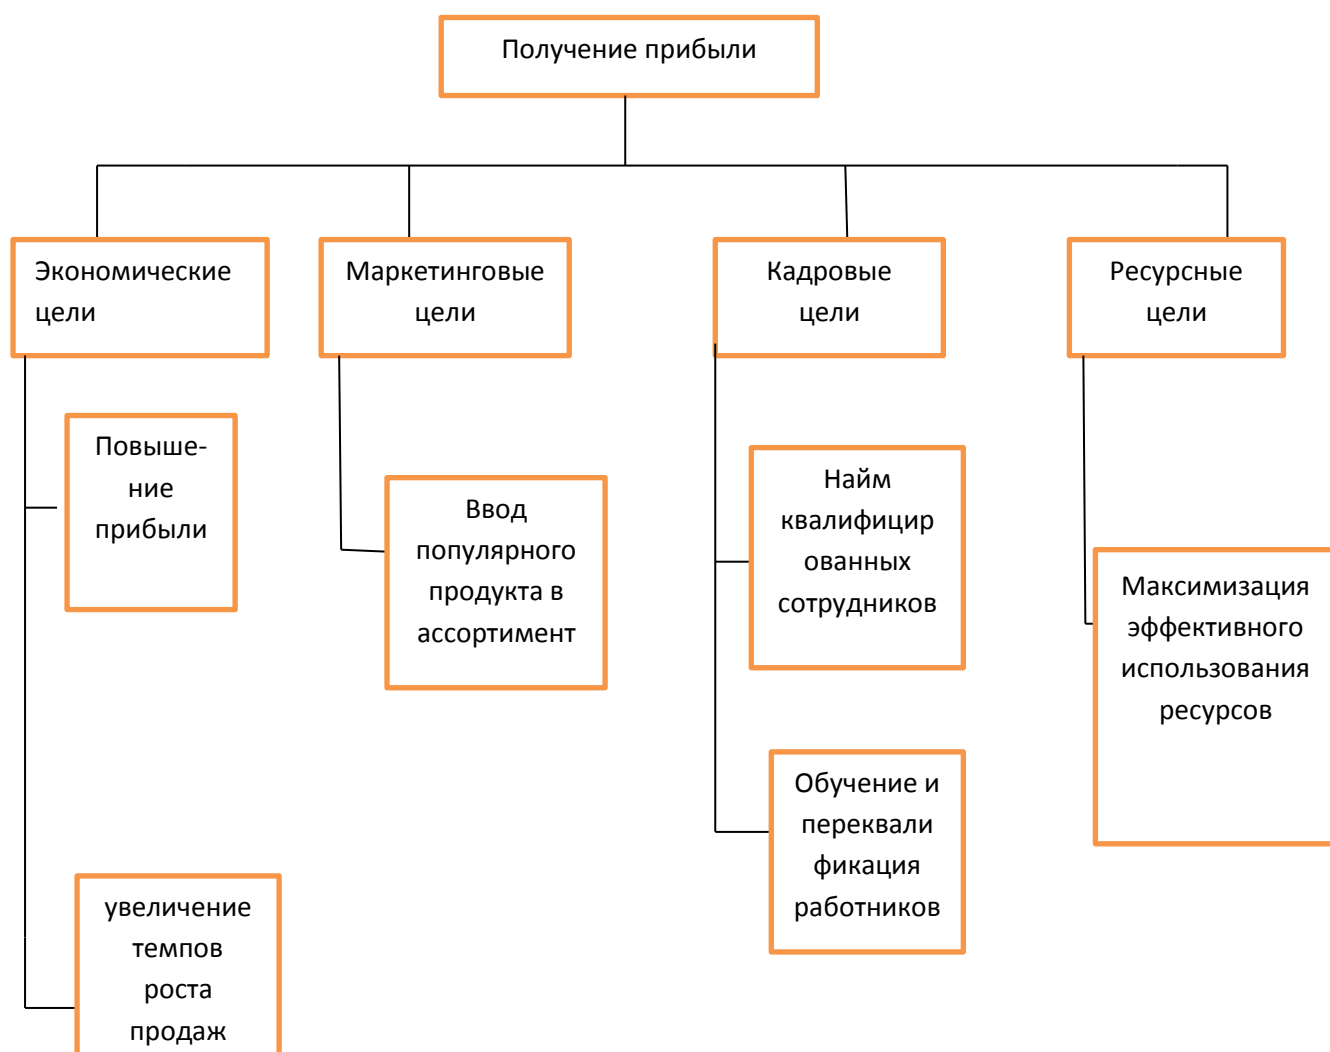 Получение прибыли
Экономические
цели
Маркетинговые
цели
Кадровые
цели
Ресурсные
цели
Повыше-
ние
прибыли
Ввод
популярного
продукта в
ассортимент
Найм
квалифицир
ованных
сотрудников
Максимизация
эффективного
использования
ресурсов
Обучение и
переквали
фикация
работников
увеличение
темпов
роста
продаж